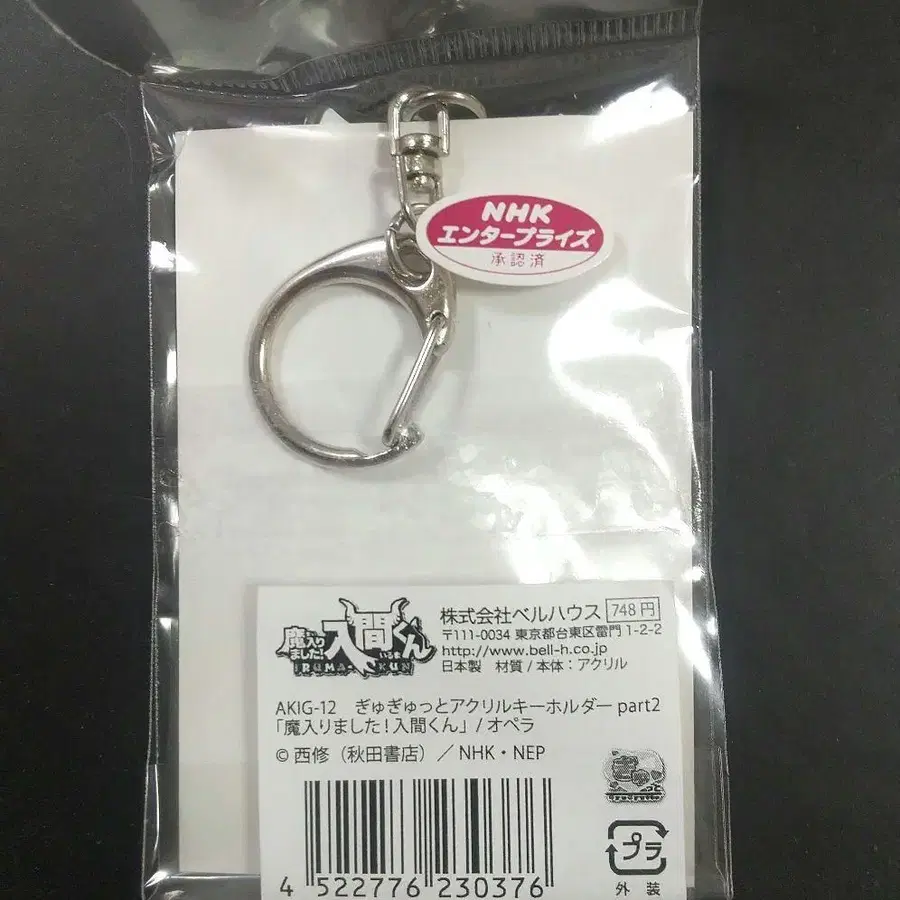 NHK
エンタープライズ
承認済
魔入り
ました!
入間くん
いるま
IRUMA-KUN
株式会社ベルハウス 748円
〒111-0034 東京都台東区雷門 1-2-2
http://www.bell-h.co.jp
日本製 材質/本体:アクリル
AKIG-12 ぎゅぎゅっとアクリルキーホルダー part2
「魔入りました!入間くん」/ オペラ
© 西修(秋田書店)/ NHK・NEP
4 522776 230376
プラ
外装